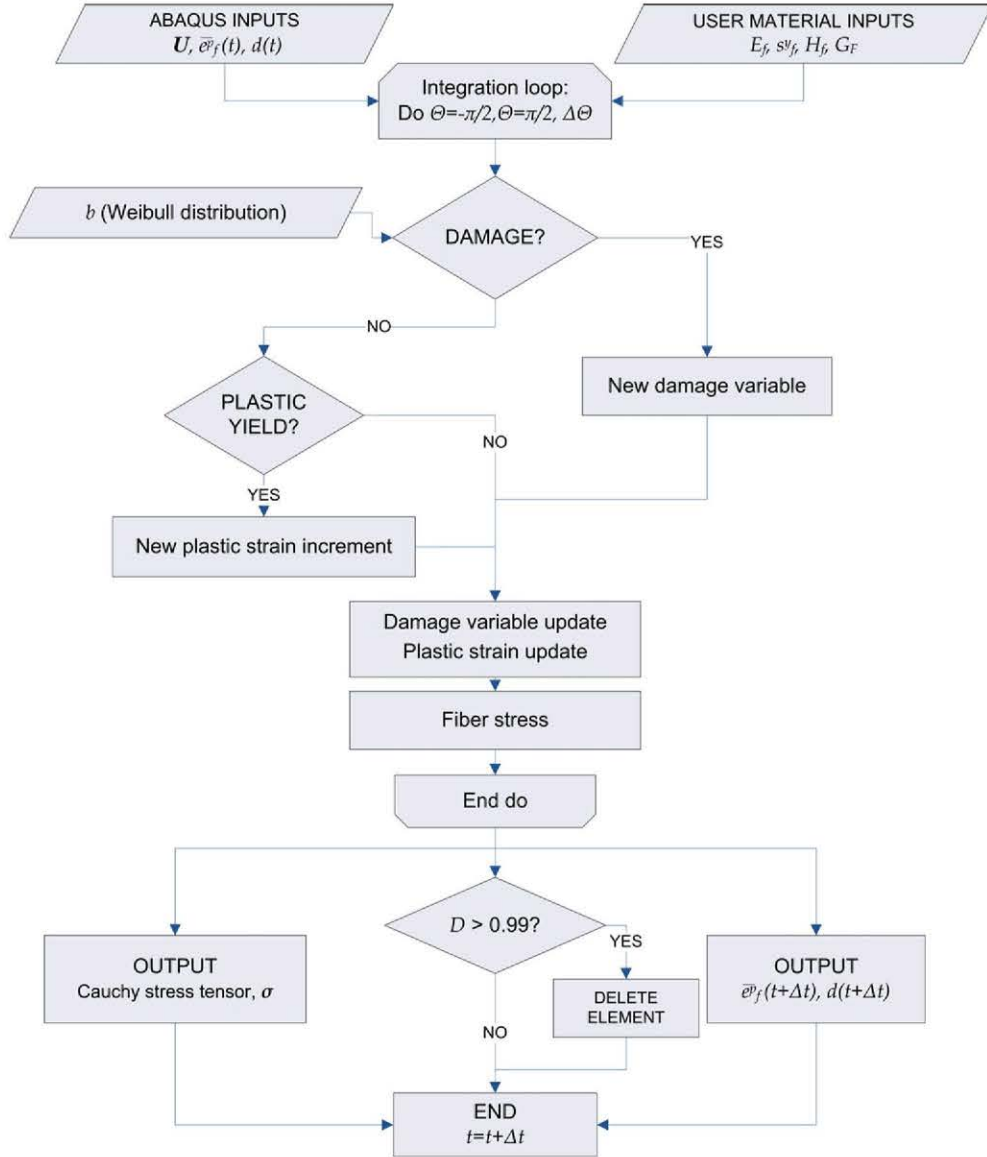 ABAQUS INPUTS
U, e̅ᵖf(t), d(t)
USER MATERIAL INPUTS
Ef, sʸf, Hf, GF
Integration loop:
Do Θ=-π/2,Θ=π/2, ΔΘ
b (Weibull distribution)
DAMAGE?
YES
NO
New damage variable
PLASTIC
YIELD?
NO
YES
New plastic strain increment
Damage variable update
Plastic strain update
Fiber stress
End do
D > 0.99?
YES
OUTPUT
Cauchy stress tensor, σ
OUTPUT
e̅ᵖf(t+Δt), d(t+Δt)
DELETE
ELEMENT
NO
END
t=t+Δt